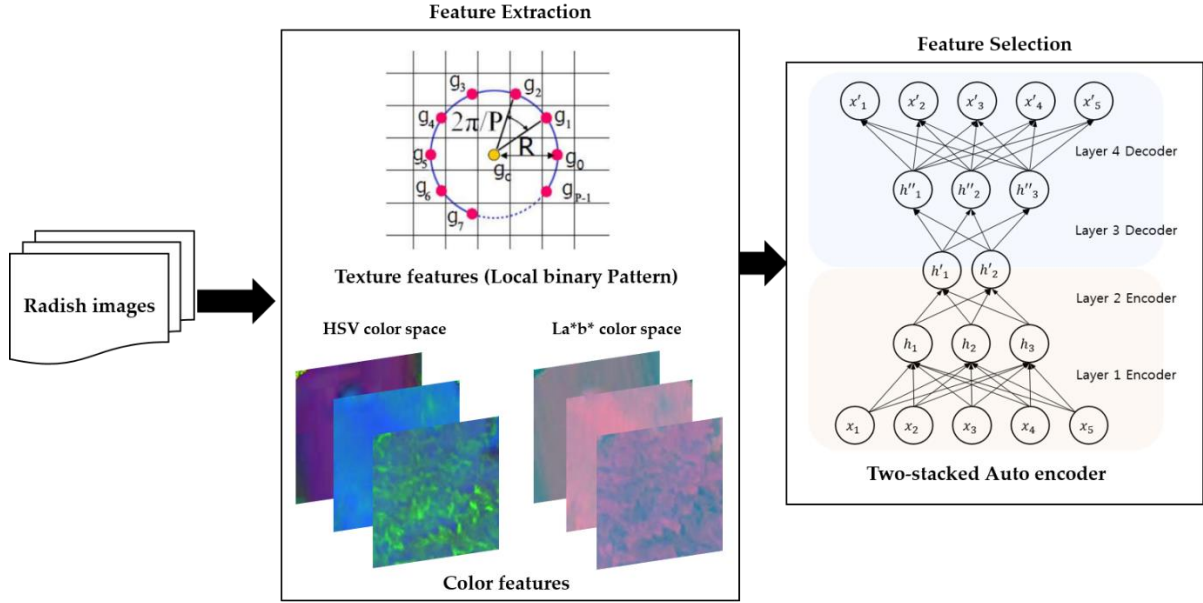 Feature Extraction
Feature Selection
Radish images
g₃ g₂
g₄ 2π/P g₁
R
g₅ g_c g₀
g₆ g_P-1
g₇
Texture features (Local binary Pattern)
HSV color space La*b* color space
Color features
x'₁ x'₂ x'₃ x'₄ x'₅
Layer 4 Decoder
h''₁ h''₂ h''₃
Layer 3 Decoder
h'₁ h'₂
Layer 2 Encoder
h₁ h₂ h₃
Layer 1 Encoder
x₁ x₂ x₃ x₄ x₅
Two-stacked Auto encoder